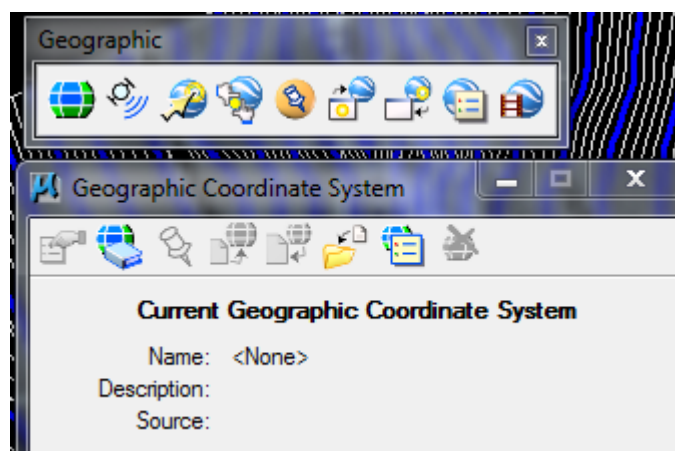 Geographic
Geographic Coordinate System
Current Geographic Coordinate System
Name: <None>
Description:
Source: